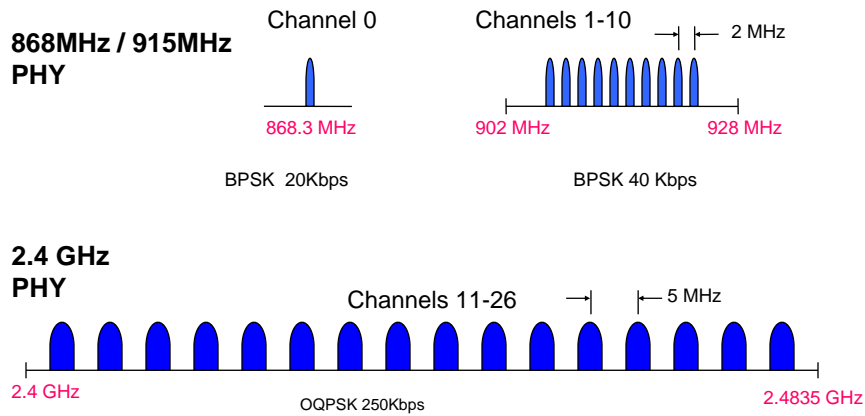 868MHz / 915MHz
PHY
Channel 0
Channels 1-10
2 MHz
868.3 MHz
902 MHz
928 MHz
BPSK 20Kbps
BPSK 40 Kbps
2.4 GHz
PHY
Channels 11-26
5 MHz
2.4 GHz
2.4835 GHz
OQPSK 250Kbps